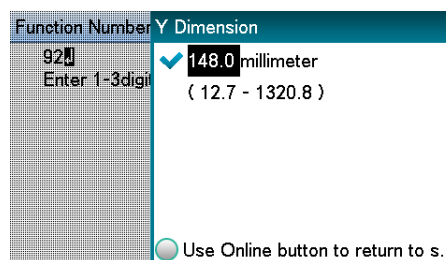 Function Number
92
Enter 1-3digi
Y Dimension
148.0 millimeter
( 12.7 - 1320.8 )
Use Online button to return to s.